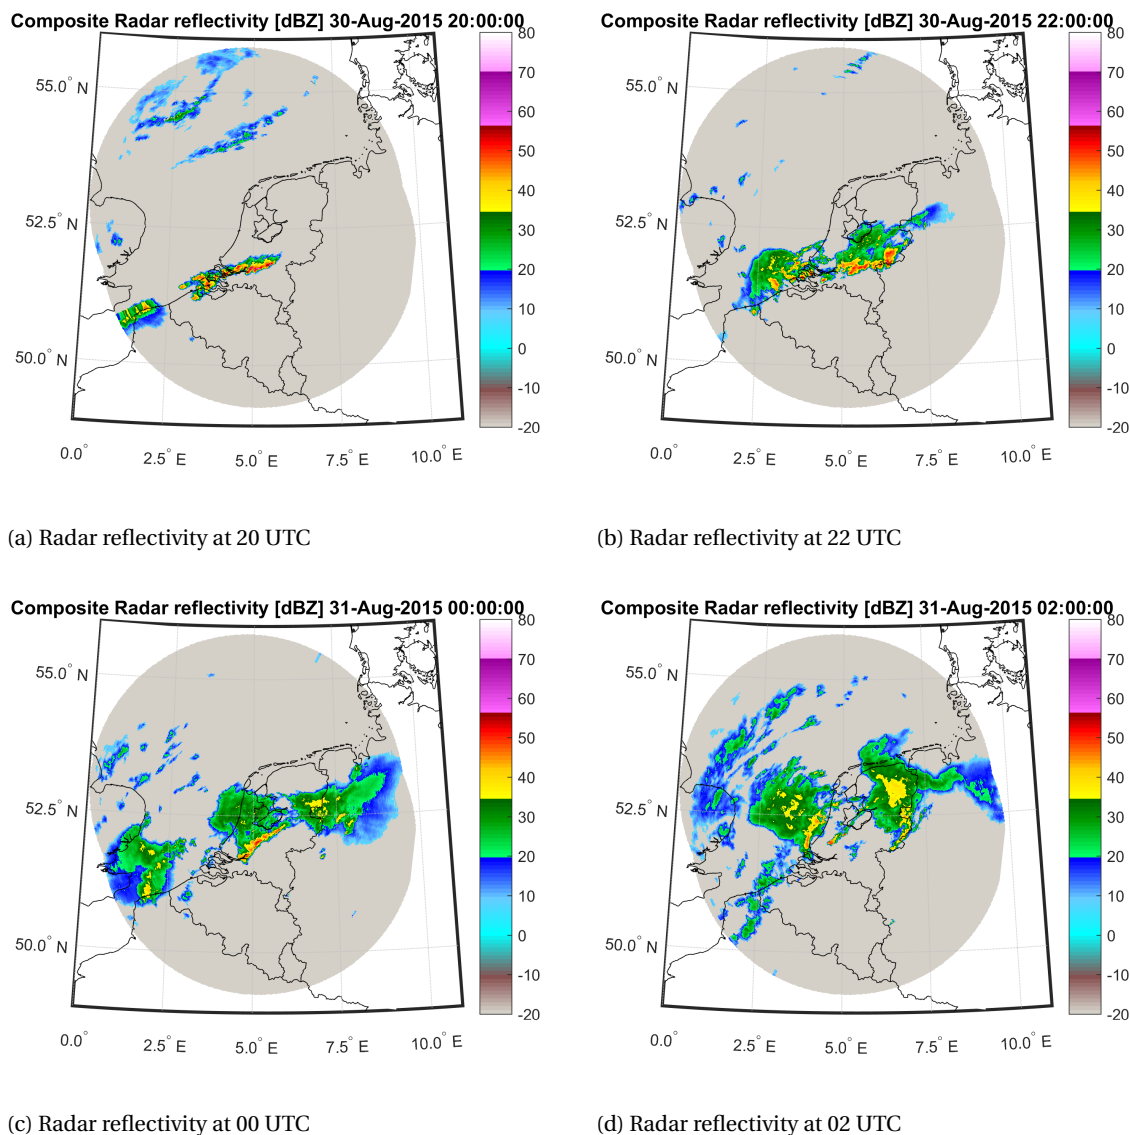 Composite Radar reflectivity [dBZ] 30-Aug-2015 20:00:00
55.0° N
52.5° N
50.0° N
0.0°
2.5° E
5.0° E
7.5° E
10.0° E
80
70
60
50
40
30
20
10
0
-10
-20
(a) Radar reflectivity at 20 UTC
Composite Radar reflectivity [dBZ] 30-Aug-2015 22:00:00
55.0° N
52.5° N
50.0° N
0.0°
2.5° E
5.0° E
7.5° E
10.0° E
80
70
60
50
40
30
20
10
0
-10
-20
(b) Radar reflectivity at 22 UTC
Composite Radar reflectivity [dBZ] 31-Aug-2015 00:00:00
55.0° N
52.5° N
50.0° N
0.0°
2.5° E
5.0° E
7.5° E
10.0° E
80
70
60
50
40
30
20
10
0
-10
-20
(c) Radar reflectivity at 00 UTC
Composite Radar reflectivity [dBZ] 31-Aug-2015 02:00:00
55.0° N
52.5° N
50.0° N
0.0°
2.5° E
5.0° E
7.5° E
10.0° E
80
70
60
50
40
30
20
10
0
-10
-20
(d) Radar reflectivity at 02 UTC